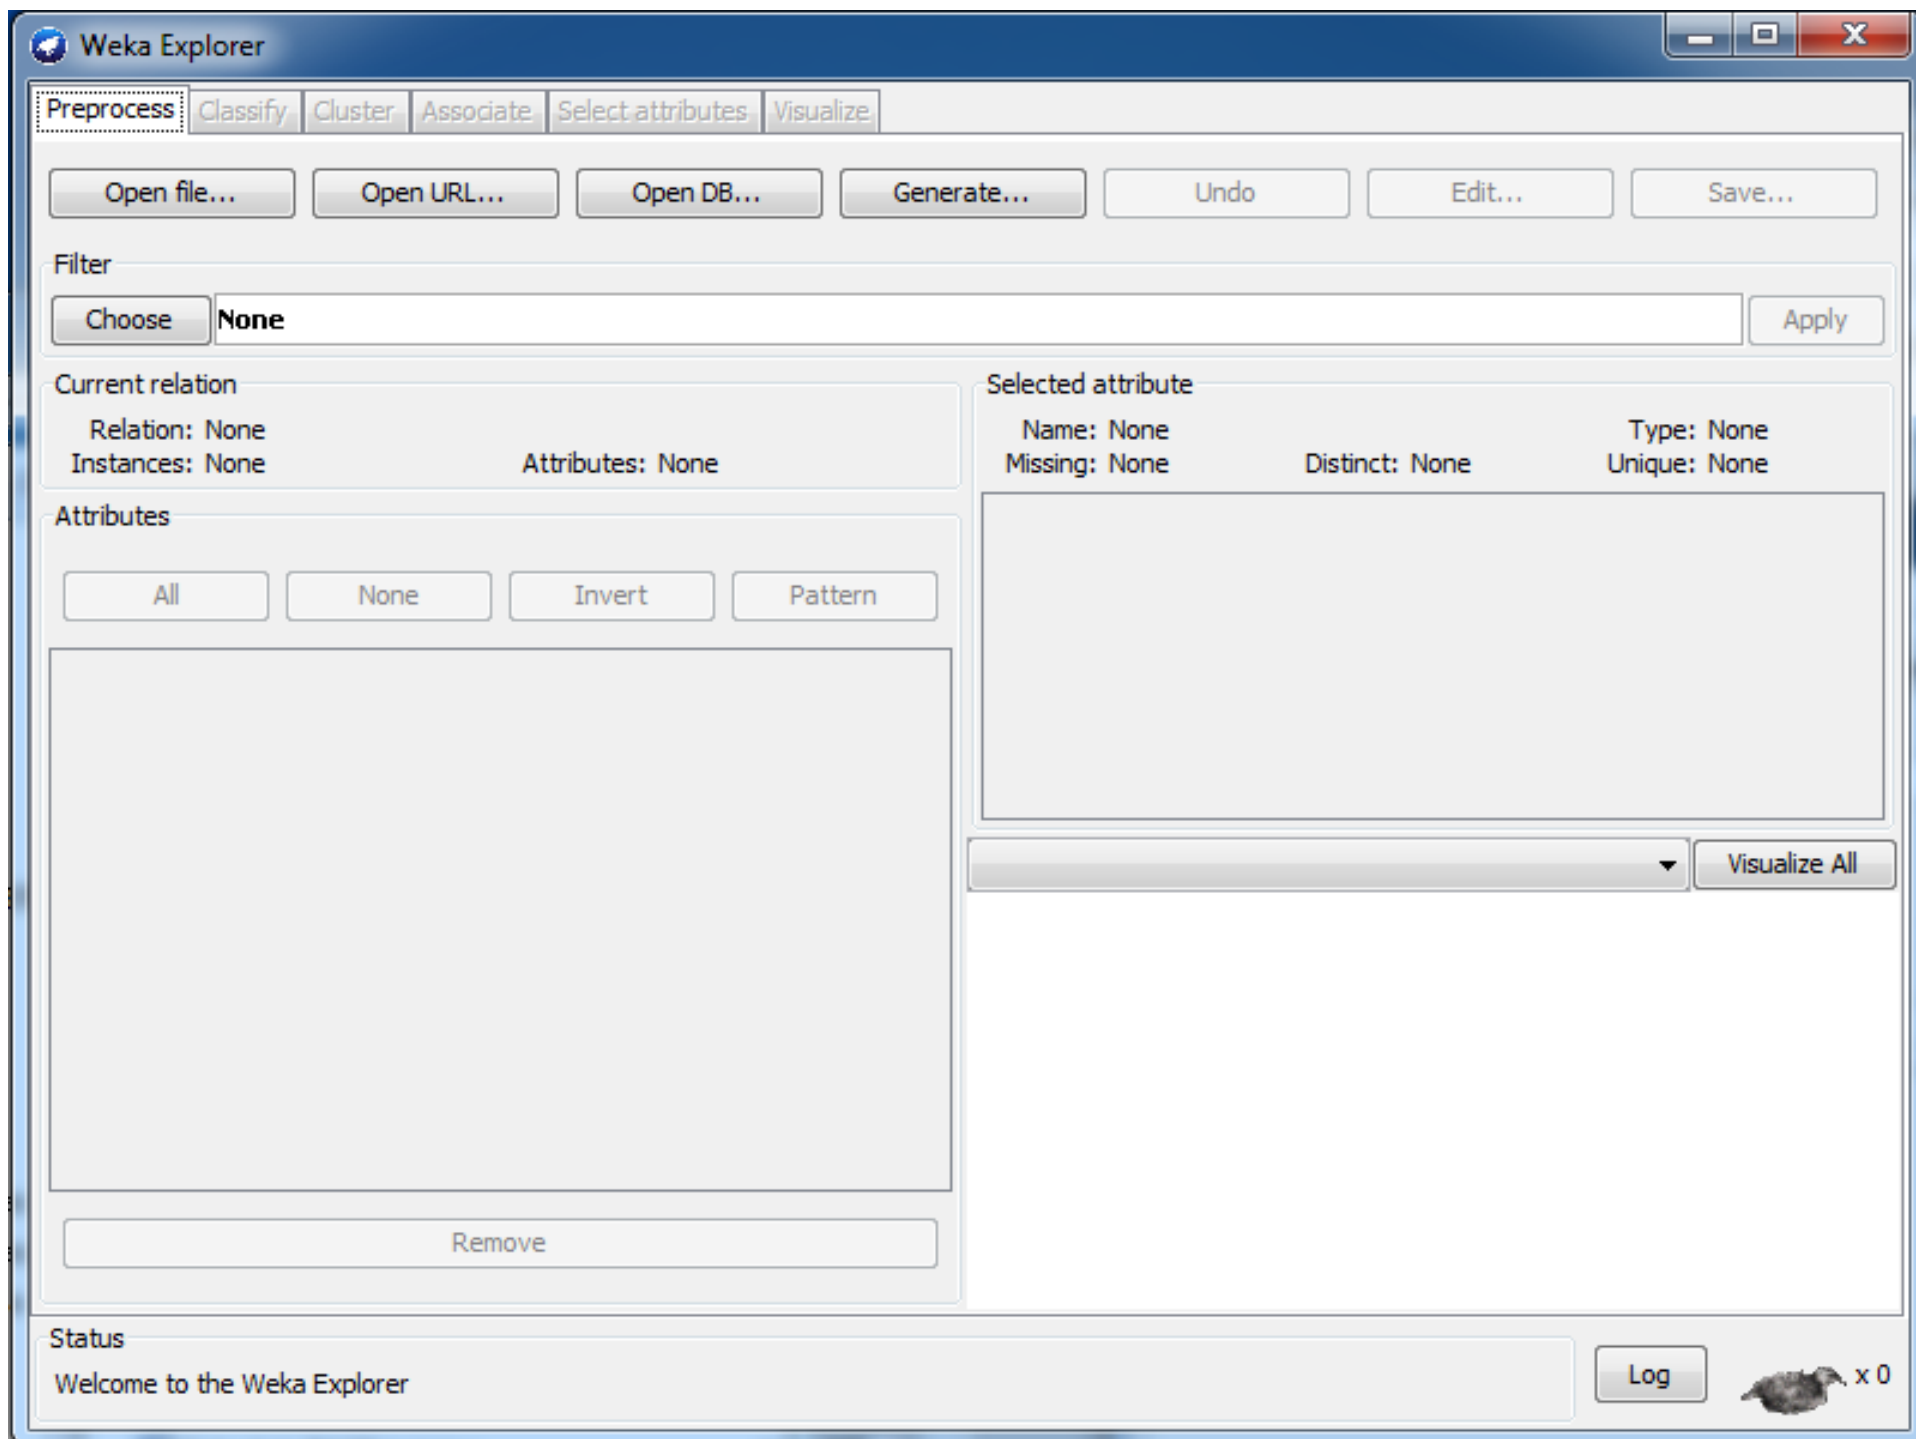 Weka Explorer
Preprocess Classify Cluster Associate Select attributes Visualize
Open file... Open URL... Open DB... Generate... Undo Edit... Save...
Filter
Choose None Apply
Current relation
Relation: None
Instances: None Attributes: None
Selected attribute
Name: None Type: None
Missing: None Distinct: None Unique: None
Attributes
All None Invert Pattern
Visualize All
Remove
Status
Welcome to the Weka Explorer
Log x 0